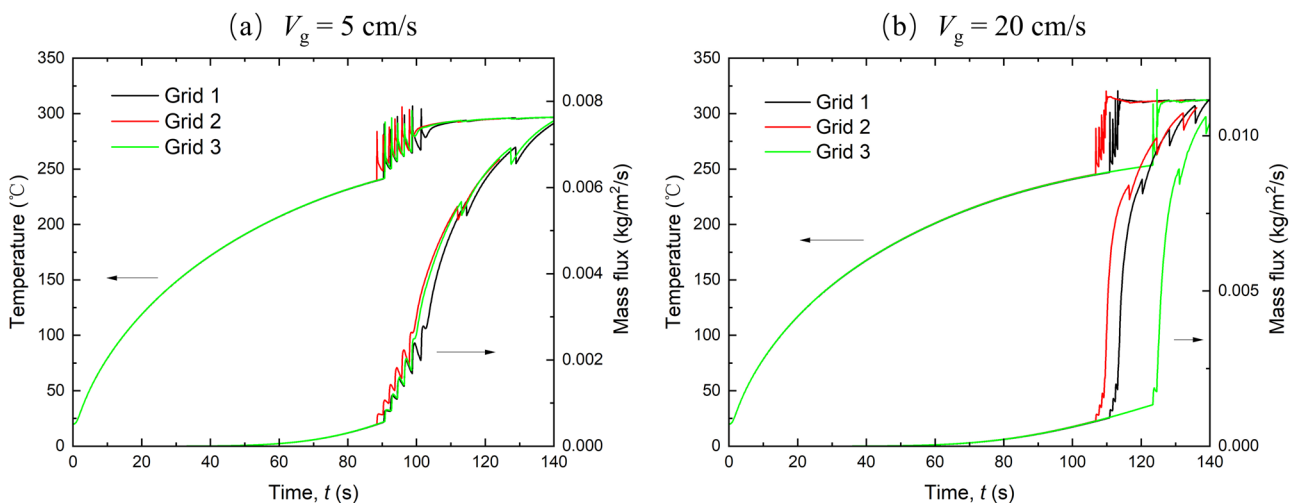 (a) Vg = 5 cm/s
350
300
250
200
150
100
50
0
Temperature (℃)
Grid 1
Grid 2
Grid 3
0.008
0.006
0.004
0.002
0.000
Mass flux (kg/m²/s)
0 20 40 60 80 100 120 140
Time, t (s)
(b) Vg = 20 cm/s
350
300
250
200
150
100
50
0
Temperature (℃)
Grid 1
Grid 2
Grid 3
0.010
0.005
0.000
Mass flux (kg/m²/s)
0 20 40 60 80 100 120 140
Time, t (s)